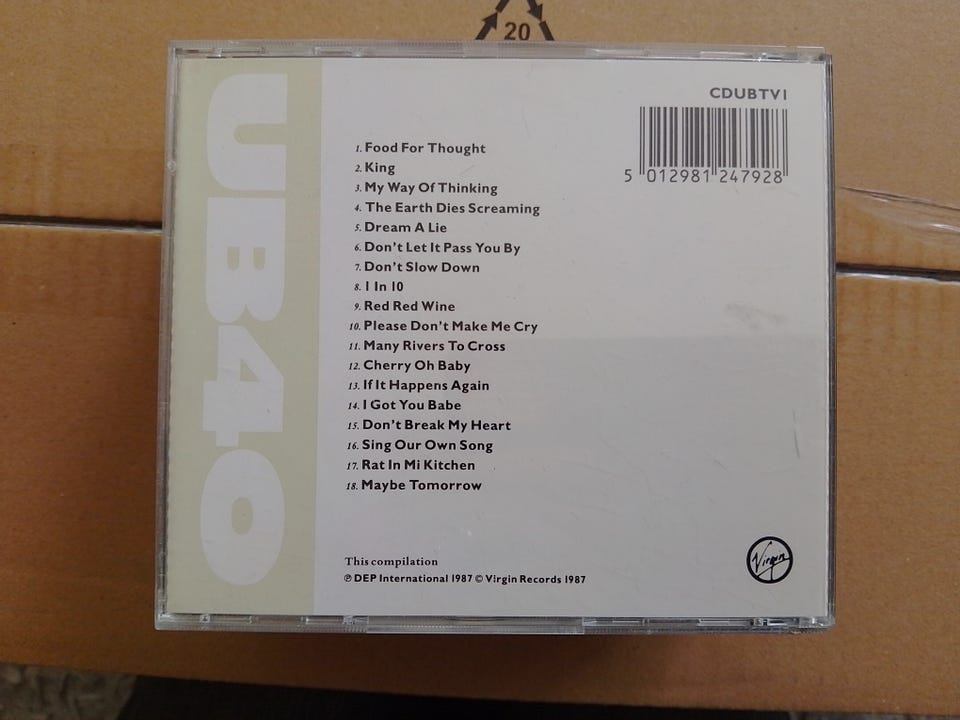 20
UB40
CDUBTV1
5 012981 247928
1. Food For Thought
2. King
3. My Way Of Thinking
4. The Earth Dies Screaming
5. Dream A Lie
6. Don't Let It Pass You By
7. Don't Slow Down
8. 1 In 10
9. Red Red Wine
10. Please Don't Make Me Cry
11. Many Rivers To Cross
12. Cherry Oh Baby
13. If It Happens Again
14. I Got You Babe
15. Don't Break My Heart
16. Sing Our Own Song
17. Rat In Mi Kitchen
18. Maybe Tomorrow
This compilation
℗ DEP International 1987 © Virgin Records 1987
Virgin